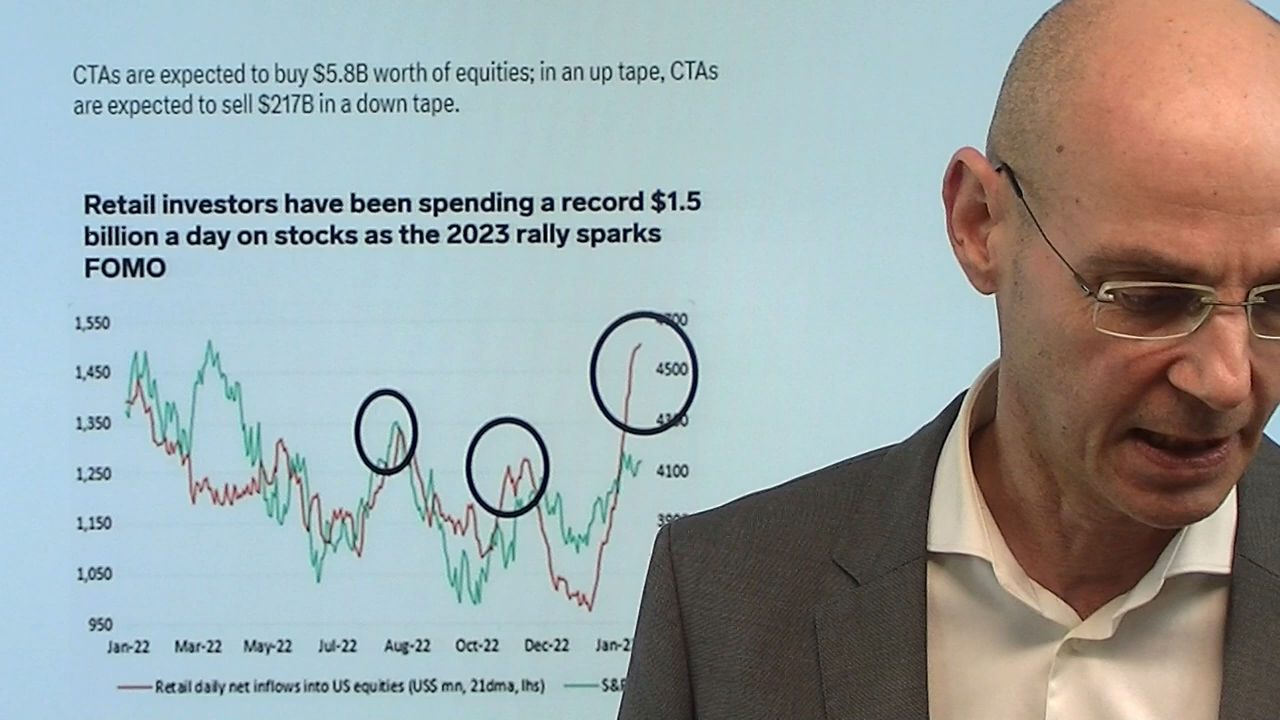 CTAs are expected to buy $5.8B worth of equities; in an up tape, CTAs
are expected to sell $217B in a down tape.
Retail investors have been spending a record $1.5
billion a day on stocks as the 2023 rally sparks
FOMO
1,550
1,450
1,350
1,250
1,150
1,050
950
4500
4100
Jan-22 Mar-22 May-22 Jul-22 Aug-22 Oct-22 Dec-22
Retail daily net inflows into US equities (US$ mn, 21dma, lhs)